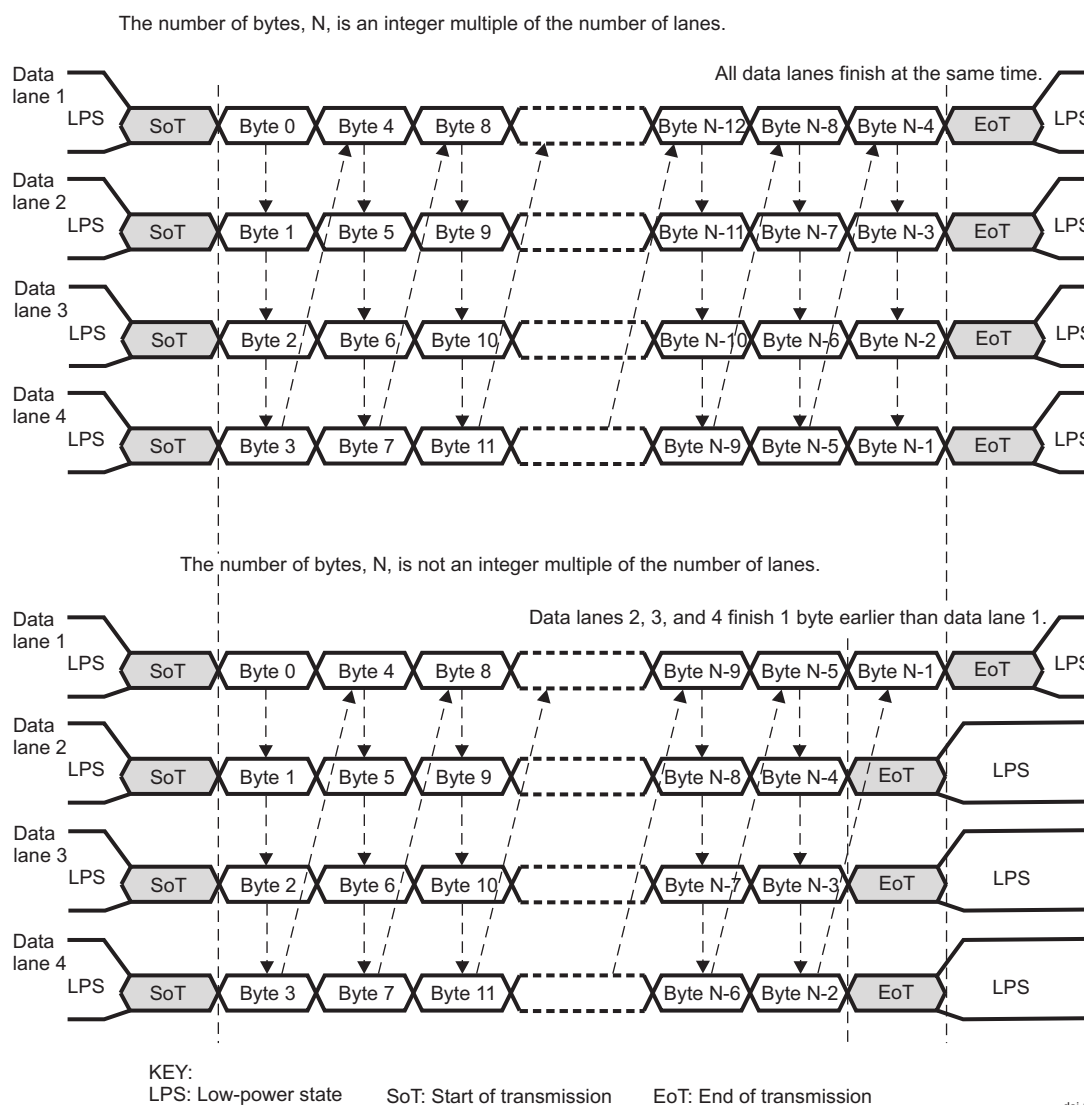 The number of bytes, N, is an integer multiple of the number of lanes.
All data lanes finish at the same time.
Data
lane 1
LPS SoT Byte 0 Byte 4 Byte 8 Byte N-12 Byte N-8 Byte N-4 EoT LPS
Data
lane 2
LPS SoT Byte 1 Byte 5 Byte 9 Byte N-11 Byte N-7 Byte N-3 EoT LPS
Data
lane 3
LPS SoT Byte 2 Byte 6 Byte 10 Byte N-10 Byte N-6 Byte N-2 EoT LPS
Data
lane 4
LPS SoT Byte 3 Byte 7 Byte 11 Byte N-9 Byte N-5 Byte N-1 EoT LPS
The number of bytes, N, is not an integer multiple of the number of lanes.
Data lanes 2, 3, and 4 finish 1 byte earlier than data lane 1.
Data
lane 1
LPS SoT Byte 0 Byte 4 Byte 8 Byte N-9 Byte N-5 Byte N-1 EoT LPS
Data
lane 2
LPS SoT Byte 1 Byte 5 Byte 9 Byte N-8 Byte N-4 EoT LPS
Data
lane 3
LPS SoT Byte 2 Byte 6 Byte 10 Byte N-7 Byte N-3 EoT LPS
Data
lane 4
LPS SoT Byte 3 Byte 7 Byte 11 Byte N-6 Byte N-2 EoT LPS
KEY:
LPS: Low-power state SoT: Start of transmission EoT: End of transmission